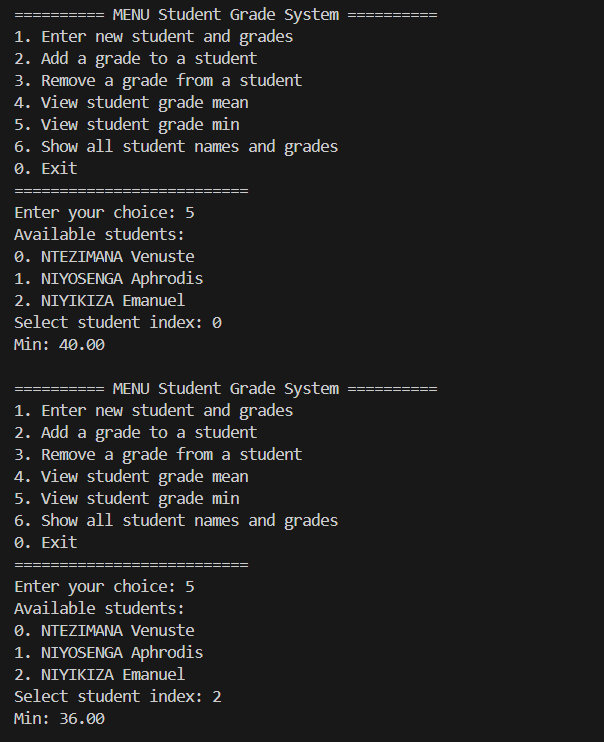 ========== MENU Student Grade System ==========
1. Enter new student and grades
2. Add a grade to a student
3. Remove a grade from a student
4. View student grade mean
5. View student grade min
6. Show all student names and grades
0. Exit
==========================
Enter your choice: 5
Available students:
0. NTEZIMANA Venuste
1. NIYOSENGA Aphrodis
2. NIYIKIZA Emanuel
Select student index: 0
Min: 40.00

========== MENU Student Grade System ==========
1. Enter new student and grades
2. Add a grade to a student
3. Remove a grade from a student
4. View student grade mean
5. View student grade min
6. Show all student names and grades
0. Exit
==========================
Enter your choice: 5
Available students:
0. NTEZIMANA Venuste
1. NIYOSENGA Aphrodis
2. NIYIKIZA Emanuel
Select student index: 2
Min: 36.00